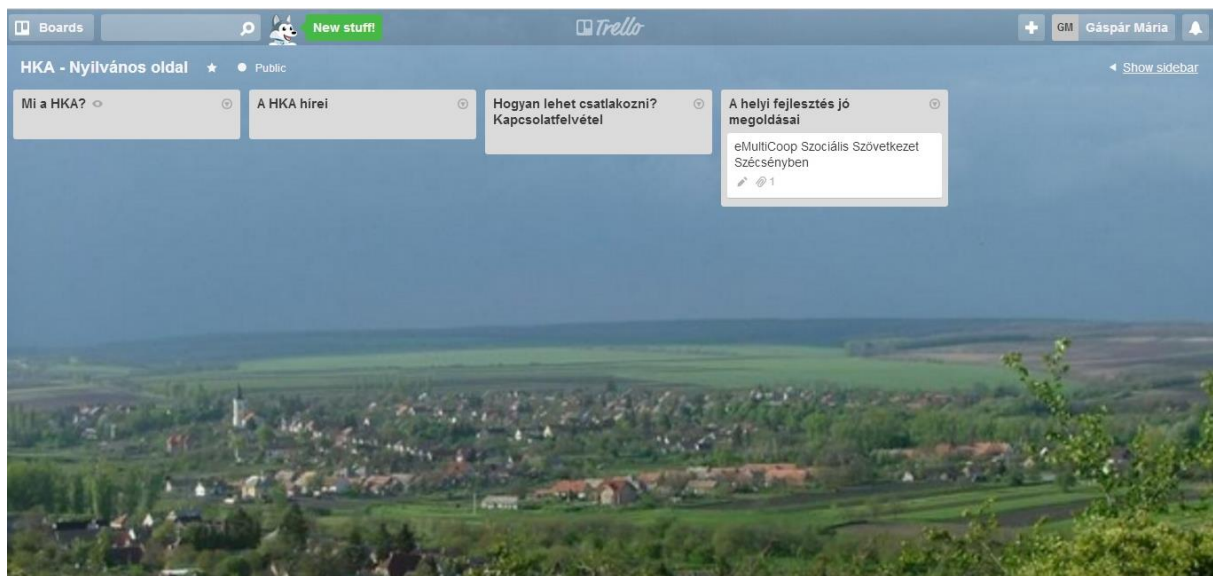 Boards
New stuff!
Trello
GM Gáspár Mária
HKA - Nyilvános oldal
Public
Show sidebar
Mi a HKA?
A HKA hírei
Hogyan lehet csatlakozni?
Kapcsolatfelvétel
A helyi fejlesztés jó
megoldásai
eMultiCoop Szociális Szövetkezet
Szécsényben
1